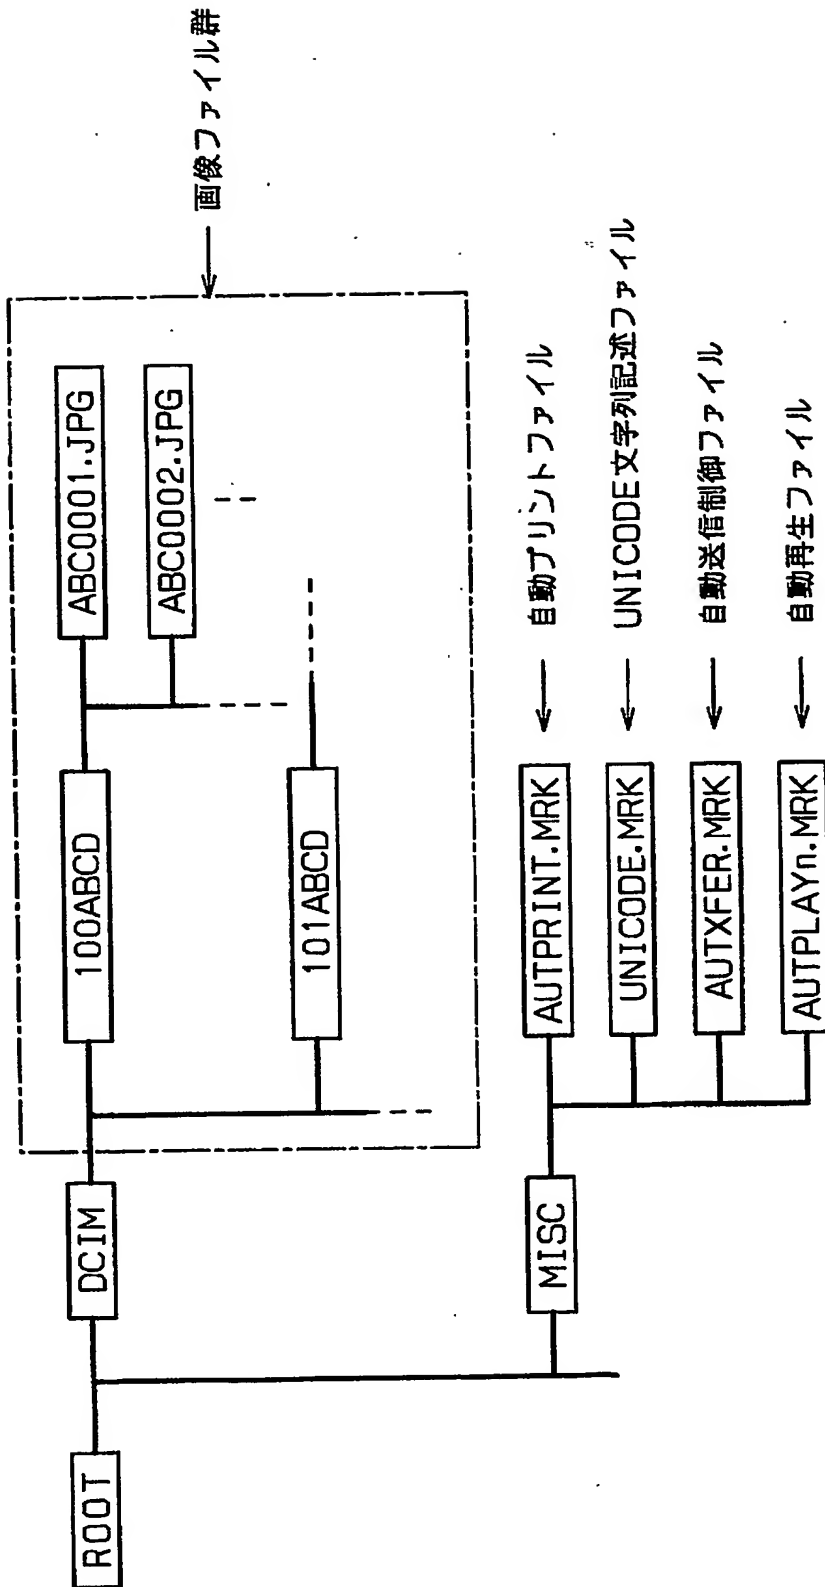 ROOT
DCIM
100ABCD
ABC0001.JPG
ABC0002.JPG
画像ファイル群
101ABCD
MISC
AUTPRINT.MRK
自動プリントファイル
UNICODE.MRK
UNICODE文字列記述ファイル
AUTXFER.MRK
自動送信制御ファイル
AUTPLAYn.MRK
自動再生ファイル